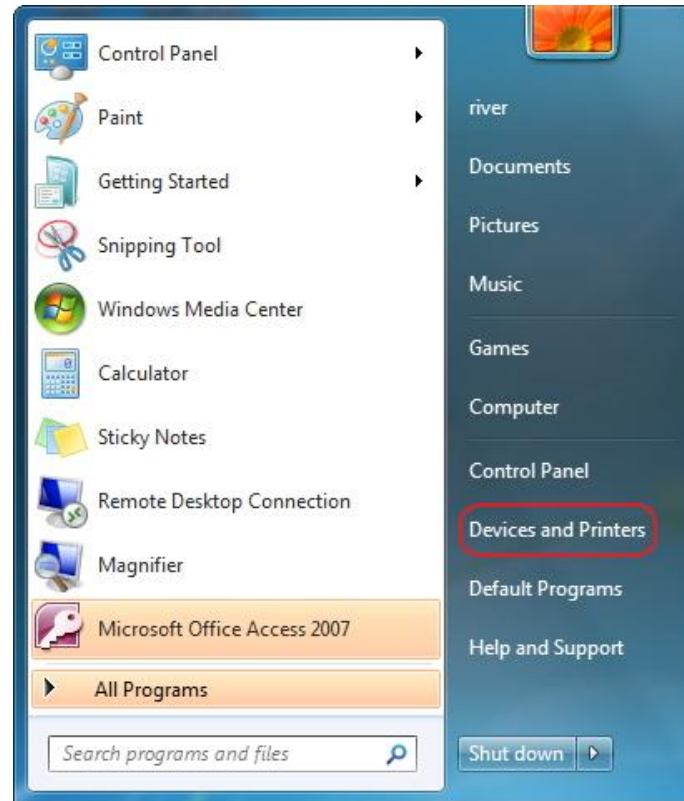 Control Panel
Paint
Getting Started
Snipping Tool
Windows Media Center
Calculator
Sticky Notes
Remote Desktop Connection
Magnifier
Microsoft Office Access 2007
All Programs
Search programs and files
river
Documents
Pictures
Music
Games
Computer
Control Panel
Devices and Printers
Default Programs
Help and Support
Shut down